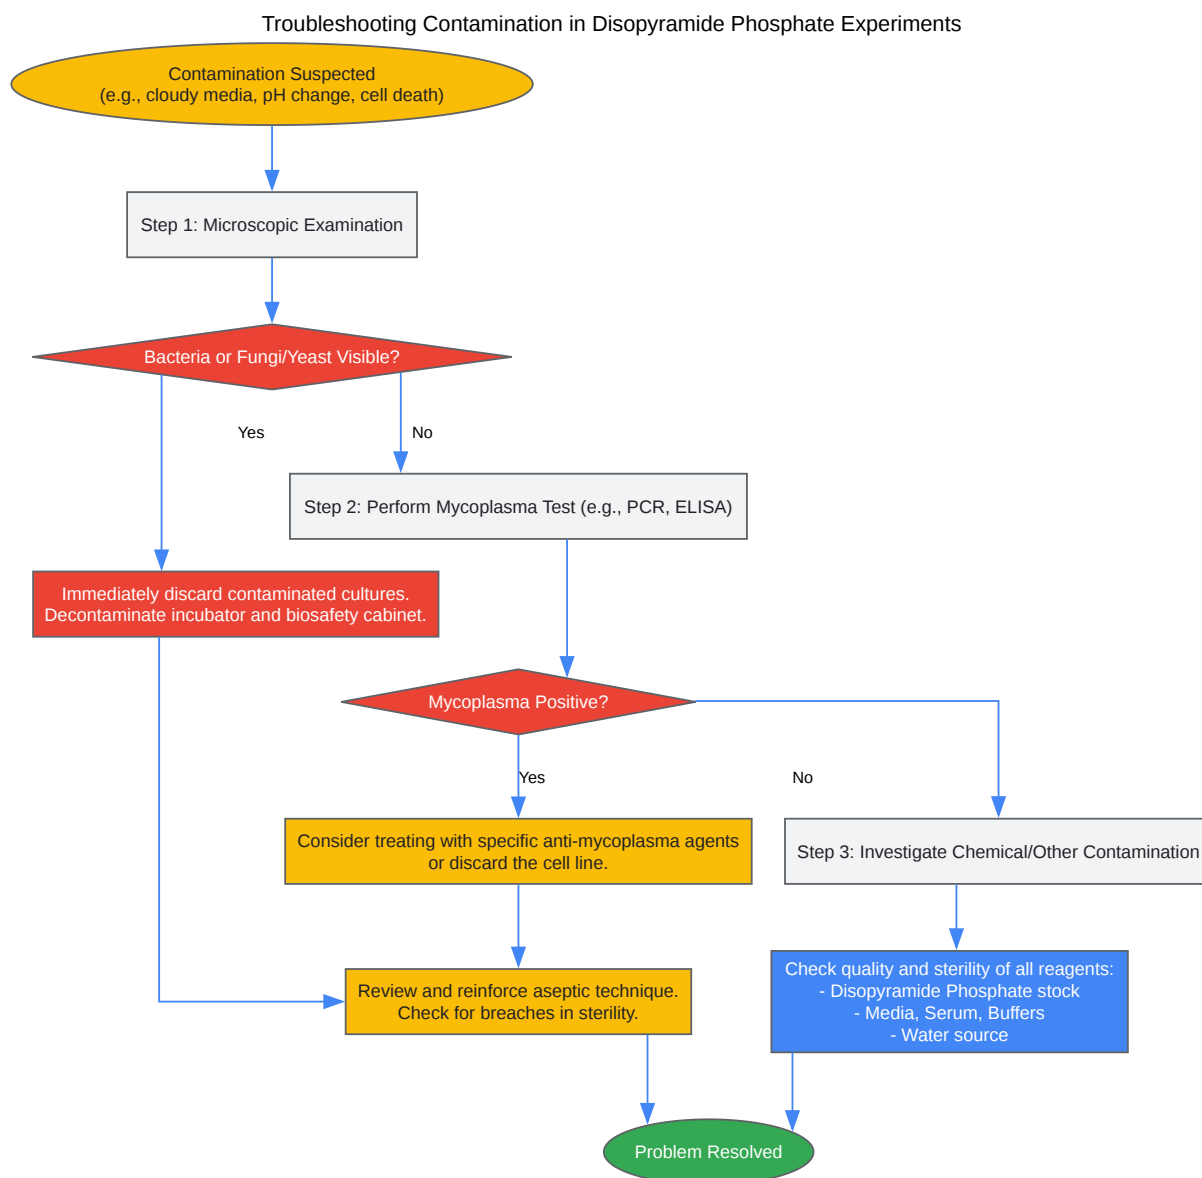 Troubleshooting Contamination in Disopyramide Phosphate Experiments
Contamination Suspected
(e.g., cloudy media, pH change, cell death)
Step 1: Microscopic Examination
Bacteria or Fungi/Yeast Visible?
Yes
No
Step 2: Perform Mycoplasma Test (e.g., PCR, ELISA)
Immediately discard contaminated cultures.
Decontaminate incubator and biosafety cabinet.
Mycoplasma Positive?
Yes
No
Consider treating with specific anti-mycoplasma agents
or discard the cell line.
Step 3: Investigate Chemical/Other Contamination
Review and reinforce aseptic technique.
Check for breaches in sterility.
Check quality and sterility of all reagents:
- Disopyramide Phosphate stock
- Media, Serum, Buffers
- Water source
Problem Resolved